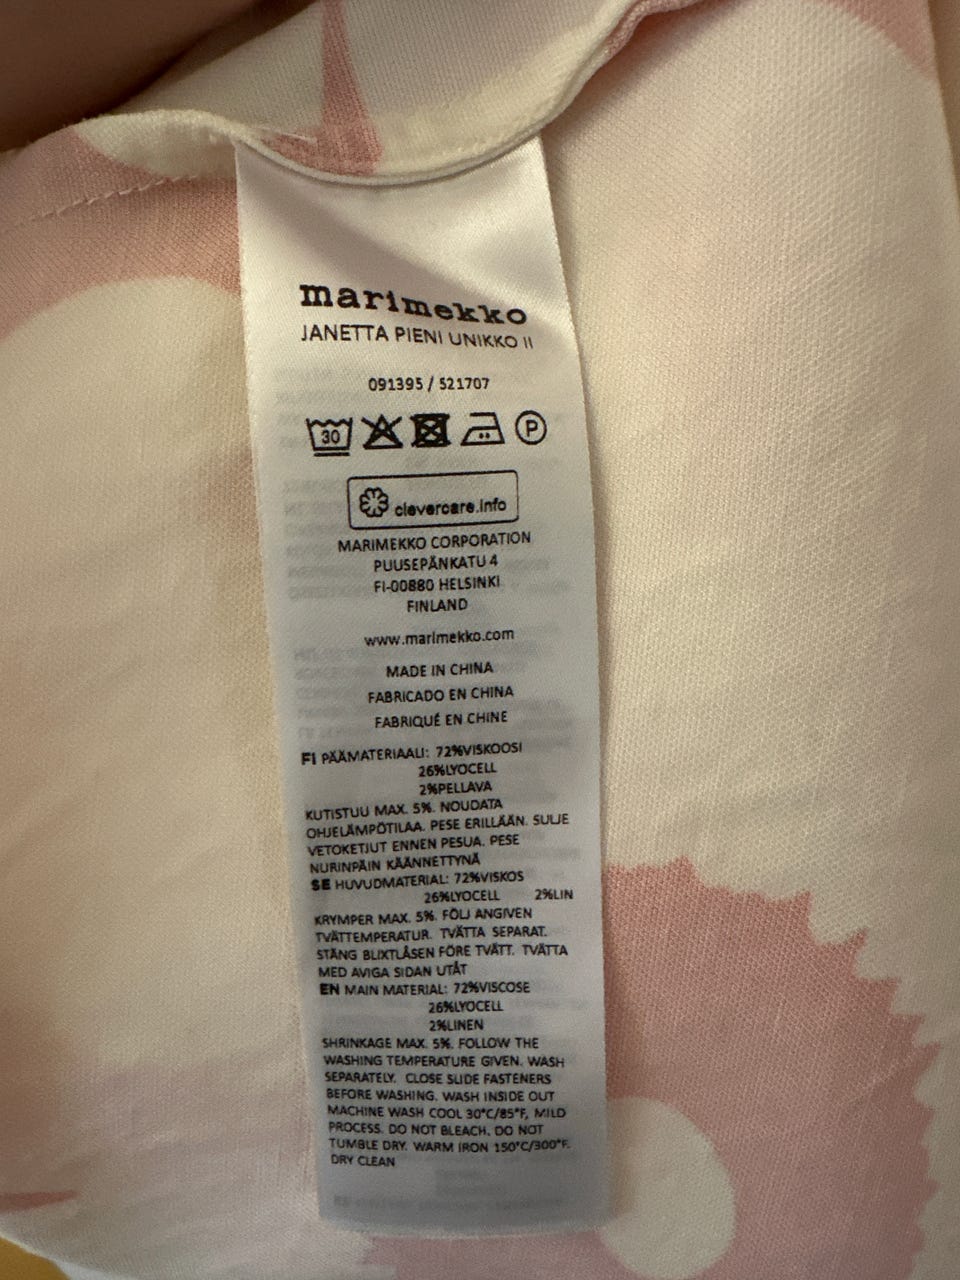 marimekko
JANETTA PIENI UNIKKO II
091395 / 521707
30 P
clevercare.info
MARIMEKKO CORPORATION
PUUSEPÄNKATU 4
FI-00880 HELSINKI
FINLAND
www.marimekko.com
MADE IN CHINA
FABRICADO EN CHINA
FABRIQUÉ EN CHINE
FI PÄÄMATERIAALI: 72%VISKOOSI
26%LYOCELL
2%PELLAVA
KUTISTUU MAX. 5%. NOUDATA
OHJELÄMPÖTILAA. PESE ERILLÄÄN. SULJE
VETOKETJUT ENNEN PESUA. PESE
NURINPÄIN KÄÄNNETTYNÄ
SE HUVUDMATERIAL: 72%VISKOS
26%LYOCELL 2%LIN
KRYMPER MAX. 5%. FÖLJ ANGIVEN
TVÄTTEMPERATUR. TVÄTTA SEPARAT.
STÄNG BLIXTLÅSEN FÖRE TVÄTT. TVÄTTA
MED AVIGA SIDAN UTÅT
EN MAIN MATERIAL: 72%VISCOSE
26%LYOCELL
2%LINEN
SHRINKAGE MAX. 5%. FOLLOW THE
WASHING TEMPERATURE GIVEN. WASH
SEPARATELY. CLOSE SLIDE FASTENERS
BEFORE WASHING. WASH INSIDE OUT
MACHINE WASH COOL 30°C/85°F, MILD
PROCESS. DO NOT BLEACH. DO NOT
TUMBLE DRY. WARM IRON 150°C/300°F.
DRY CLEAN